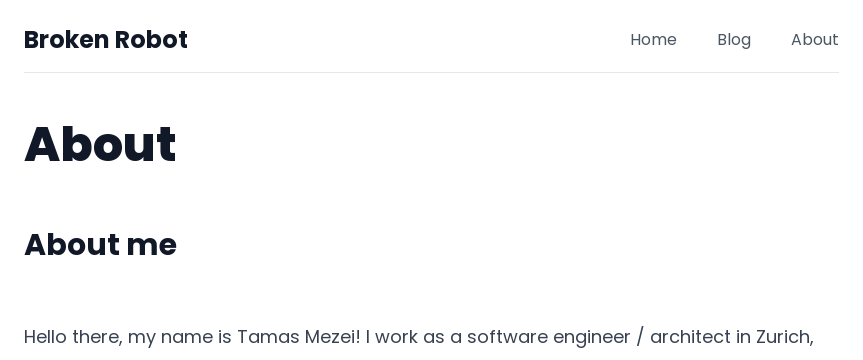 Broken Robot
Home Blog About
About
About me
Hello there, my name is Tamas Mezei! I work as a software engineer / architect in Zurich,